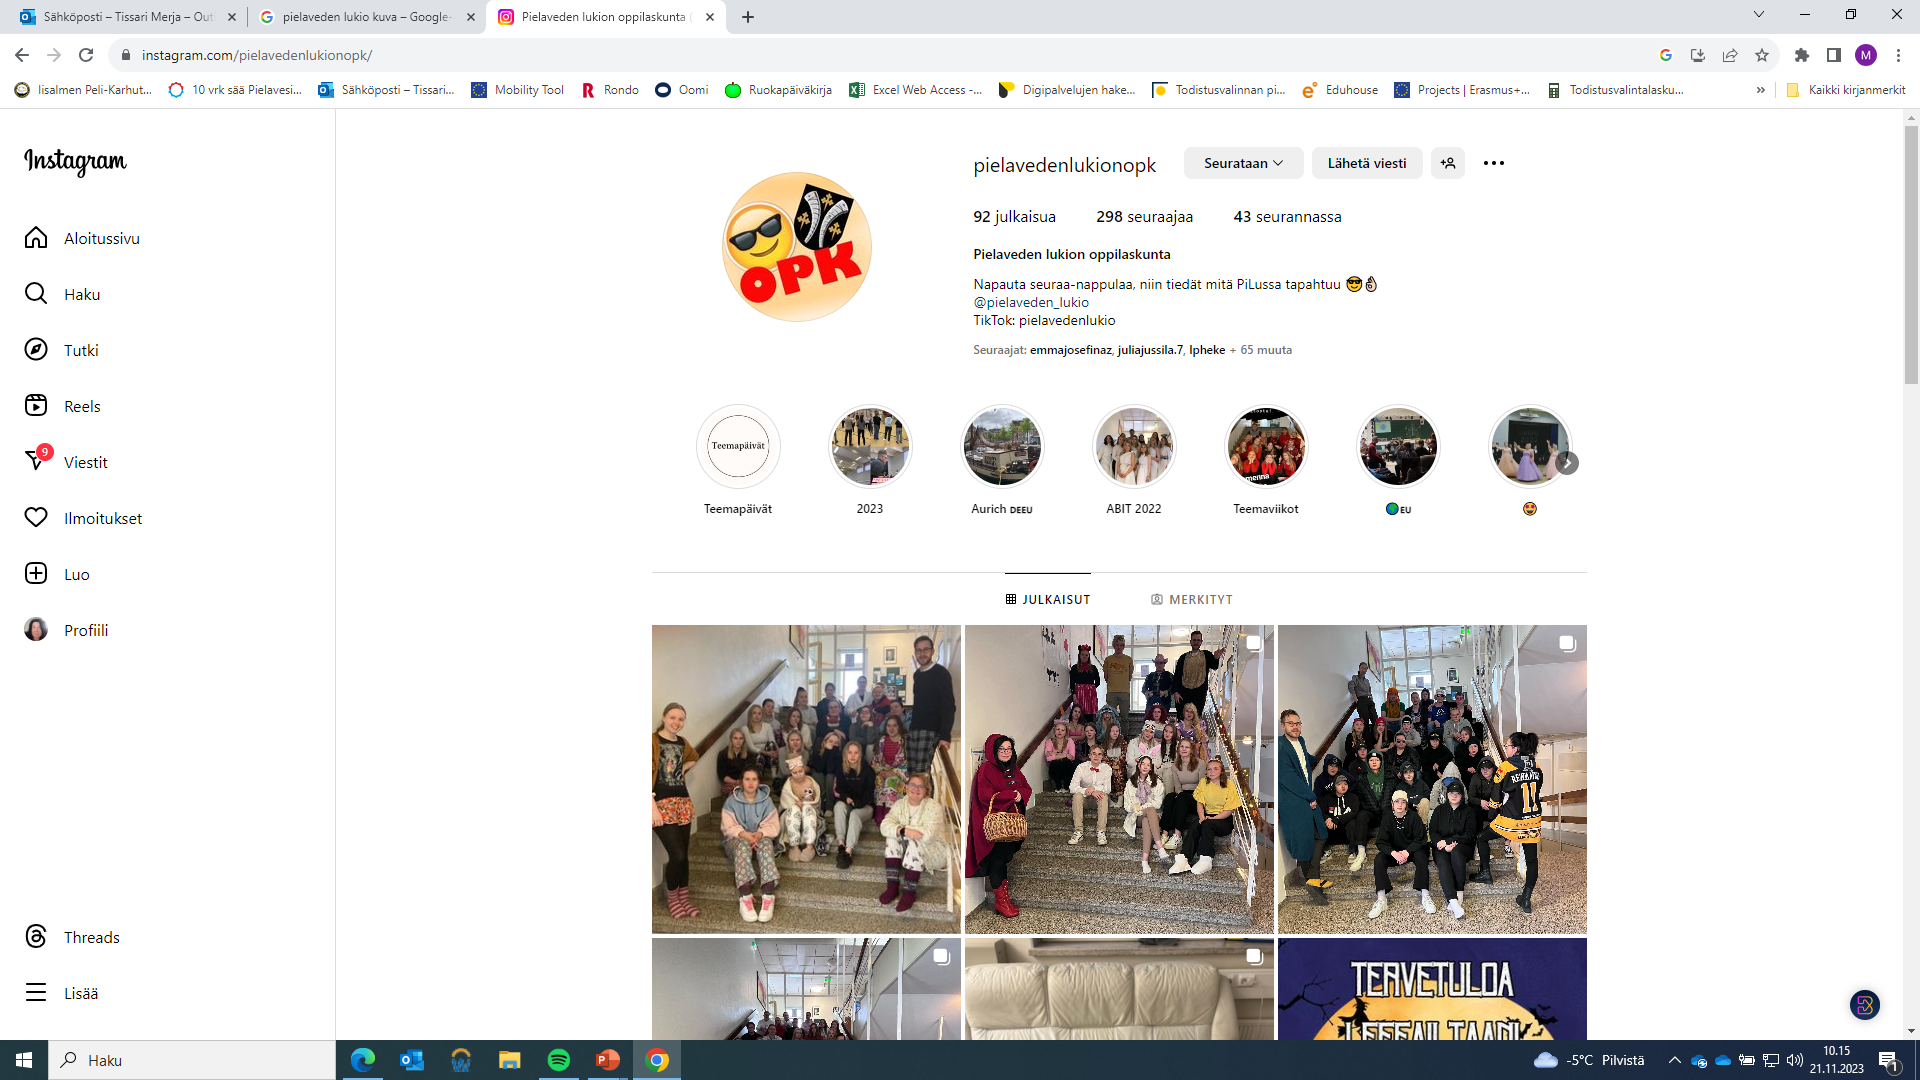 Sähköposti – Tissari Merja – Out
pielaveden lukio kuva – Google-
Pielaveden lukion oppilaskunta (
instagram.com/pielavedenlukionopk/
M
Iisalmen Peli-Karhut...
10 vrk sää Pielavesi...
Sähköposti – Tissari...
Mobility Tool
Rondo
Oomi
Ruokapäiväkirja
Excel Web Access -...
Digipalvelujen hake...
Todistusvalinnan pi...
Eduhouse
Projects | Erasmus+...
Todistusvalintalasku...
»
Kaikki kirjanmerkit
Instagram
Aloitussivu
Haku
Tutki
Reels
9
Viestit
Ilmoitukset
Luo
Profiili
Threads
Lisää
OPK
pielavedenlukionopk
Seurataan
Lähetä viesti
92 julkaisua
298 seuraajaa
43 seurannassa
Pielaveden lukion oppilaskunta
Napauta seuraa-nappulaa, niin tiedät mitä PiLussa tapahtuu 😎👌
@pielaveden_lukio
TikTok: pielavedenlukio
Seuraajat: emmajosefinaz, juliajussila.7, lpheke + 65 muuta
Teemapäivät
Teemapäivät
2023
Aurich DEEU
ABIT 2022
Teemaviikot
🌍EU
🤩
JULKAISUT
MERKITYT
11
TERVETULOA
LEFFAILTAAN
Haku
-5°C Pilvistä
10.15
21.11.2023
1